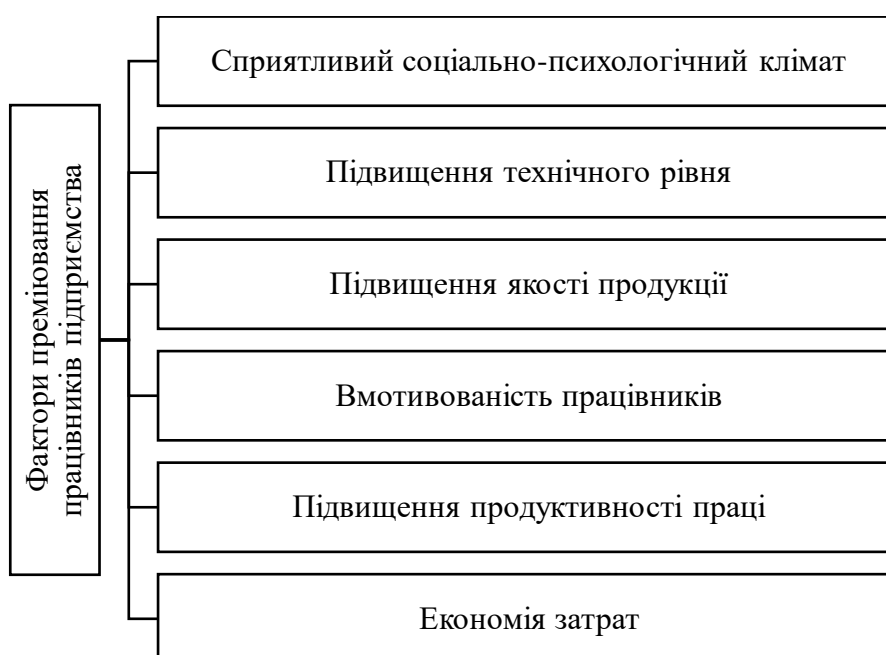 Фактори преміювання
працівників підприємства
Сприятливий соціально-психологічний клімат
Підвищення технічного рівня
Підвищення якості продукції
Вмотивованість працівників
Підвищення продуктивності праці
Економія затрат